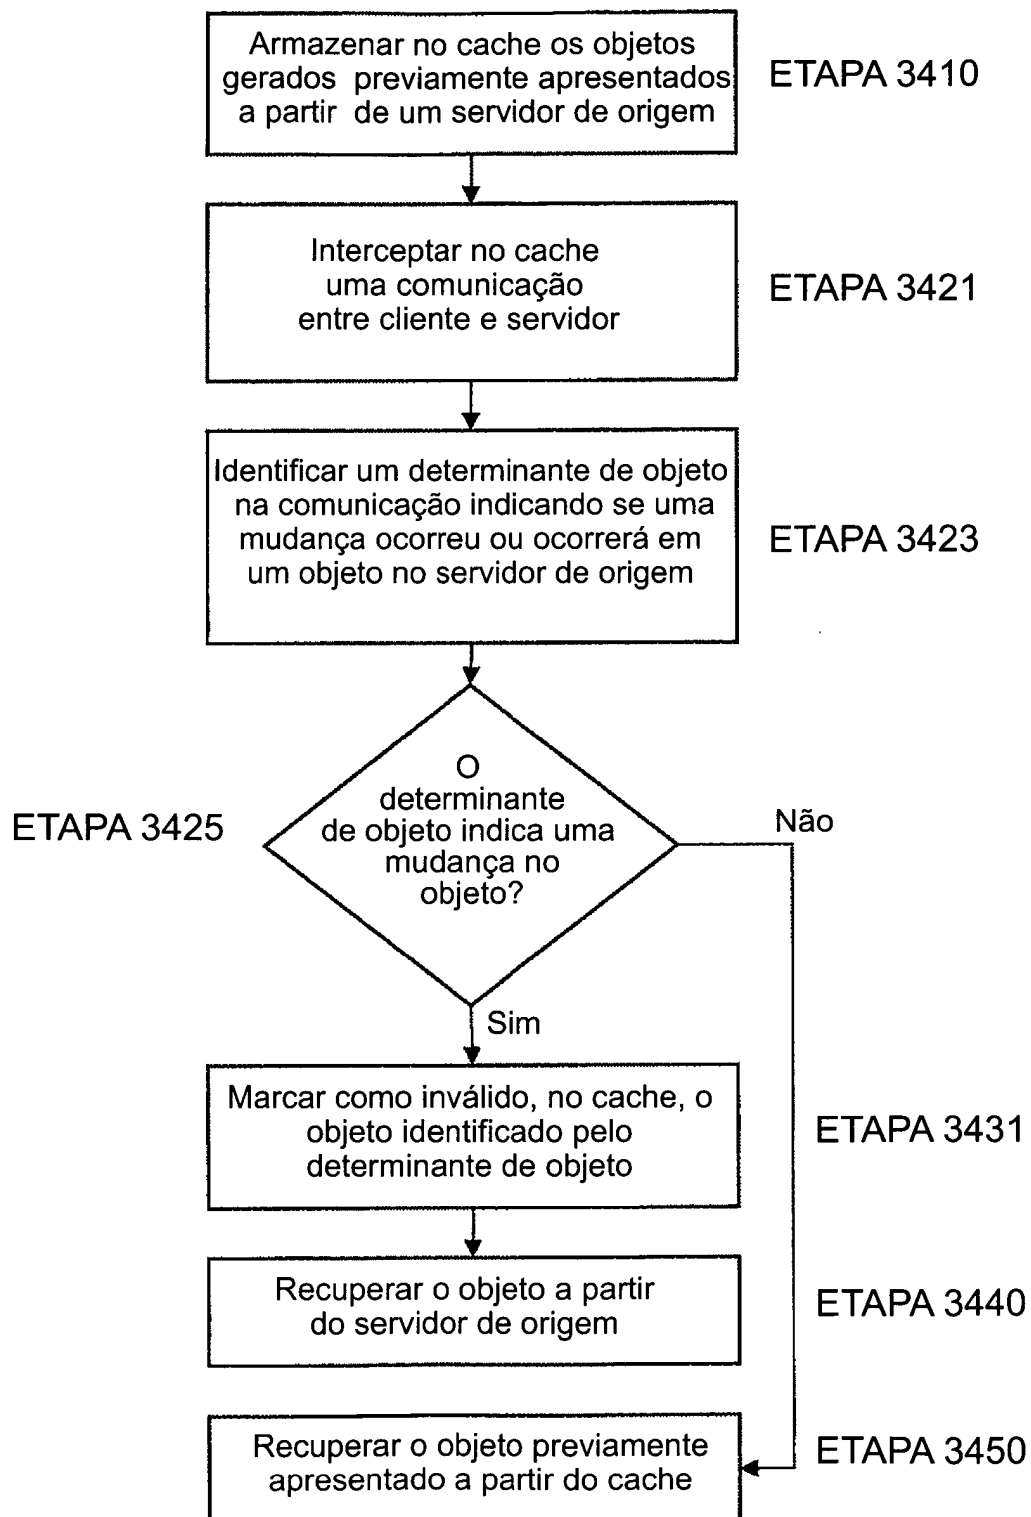 Armazenar no cache os objetos
gerados previamente apresentados
a partir de um servidor de origem
ETAPA 3410
Interceptar no cache
uma comunicação
entre cliente e servidor
ETAPA 3421
Identificar um determinante de objeto
na comunicação indicando se uma
mudança ocorreu ou ocorrerá em
um objeto no servidor de origem
ETAPA 3423
O
determinante
de objeto indica uma
mudança no
objeto?
ETAPA 3425
Não
Sim
Marcar como inválido, no cache, o
objeto identificado pelo
determinante de objeto
ETAPA 3431
Recuperar o objeto a partir
do servidor de origem
ETAPA 3440
Recuperar o objeto previamente
apresentado a partir do cache
ETAPA 3450